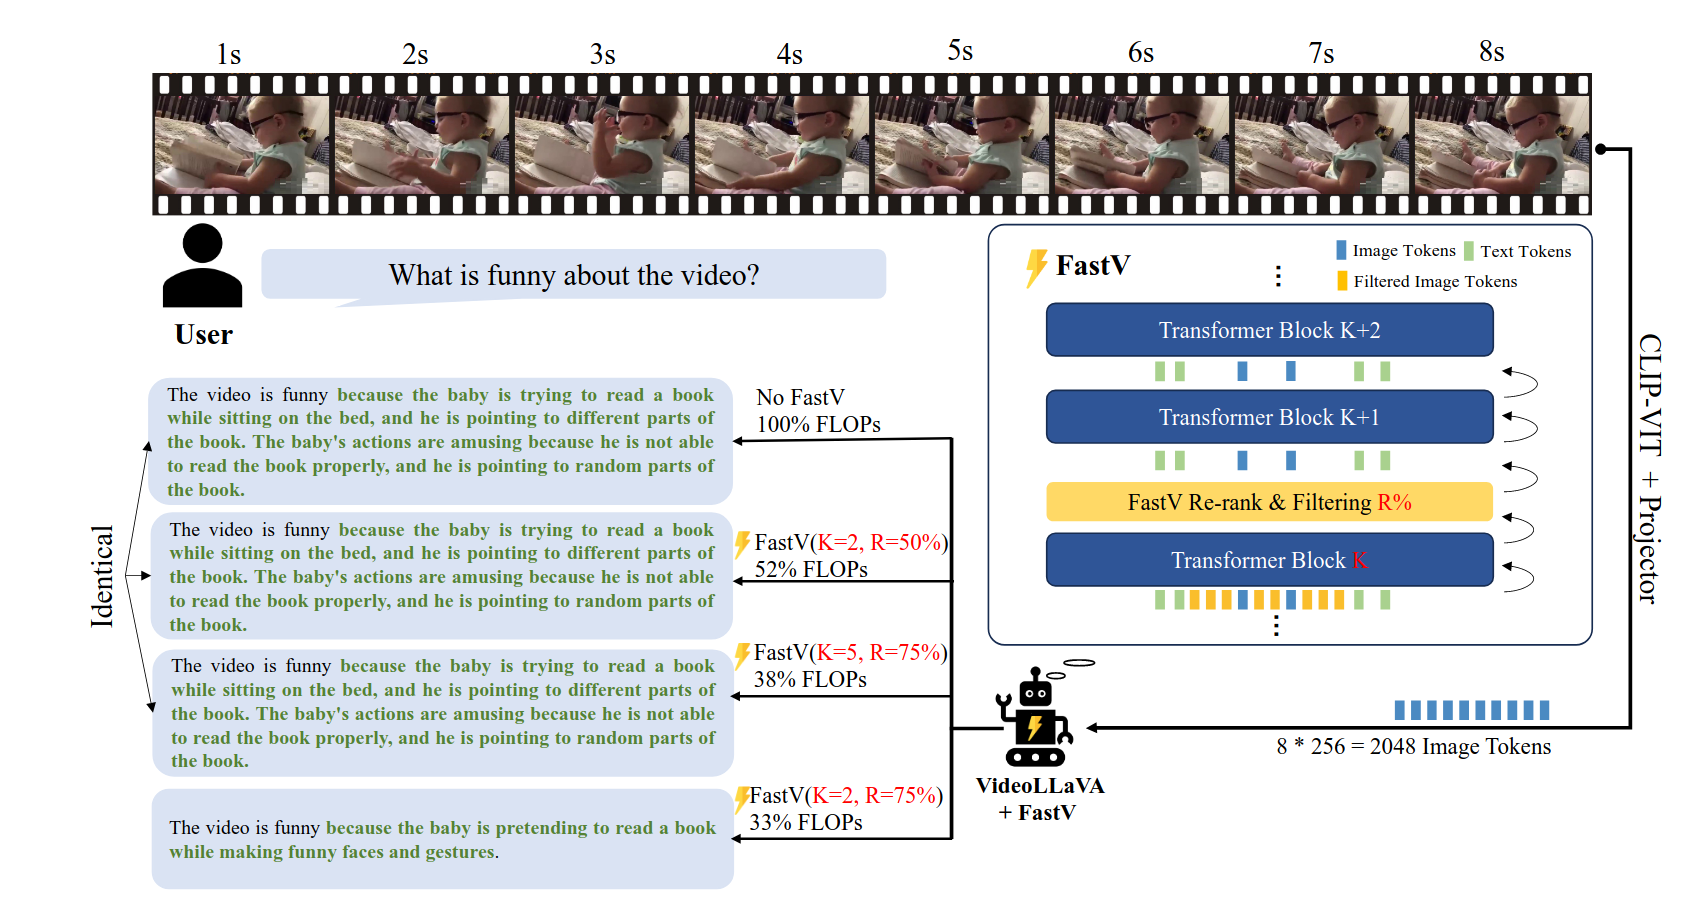 1s 2s 3s 4s 5s 6s 7s 8s
User
What is funny about the video?
FastV
Image Tokens
Text Tokens
Filtered Image Tokens
Transformer Block K+2
Transformer Block K+1
FastV Re-rank & Filtering R%
Transformer Block K
CLIP-VIT + Projector
8 * 256 = 2048 Image Tokens
VideoLLaVA
+ FastV
Identical
No FastV
100% FLOPs
The video is funny because the baby is trying to read a book
while sitting on the bed, and he is pointing to different parts of
the book. The baby's actions are amusing because he is not able
to read the book properly, and he is pointing to random parts of
the book.
FastV(K=2, R=50%)
52% FLOPs
The video is funny because the baby is trying to read a book
while sitting on the bed, and he is pointing to different parts of
the book. The baby's actions are amusing because he is not able
to read the book properly, and he is pointing to random parts of
the book.
FastV(K=5, R=75%)
38% FLOPs
The video is funny because the baby is trying to read a book
while sitting on the bed, and he is pointing to different parts of
the book. The baby's actions are amusing because he is not able
to read the book properly, and he is pointing to random parts of
the book.
FastV(K=2, R=75%)
33% FLOPs
The video is funny because the baby is pretending to read a book
while making funny faces and gestures.